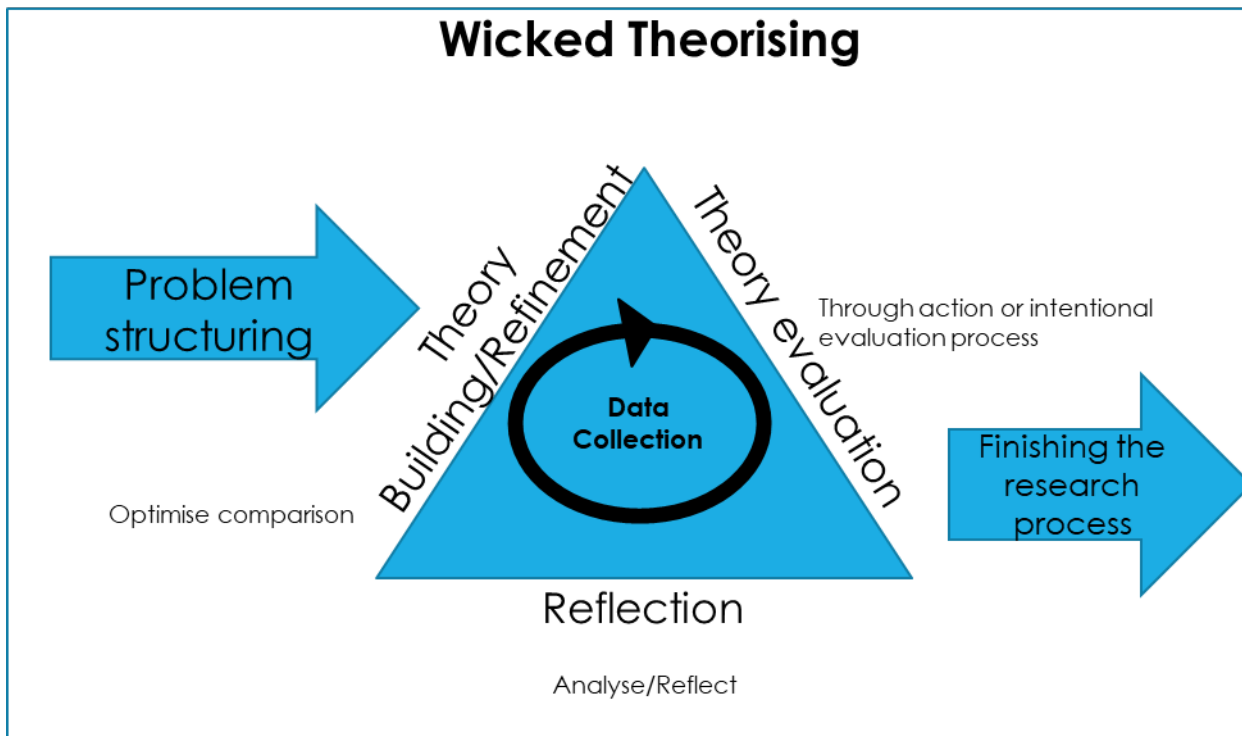 Wicked Theorising
Problem
structuring
Theory
Building/Refinement
Theory evaluation
Through action or intentional
evaluation process
Data
Collection
Optimise comparison
Finishing the
research
process
Reflection
Analyse/Reflect